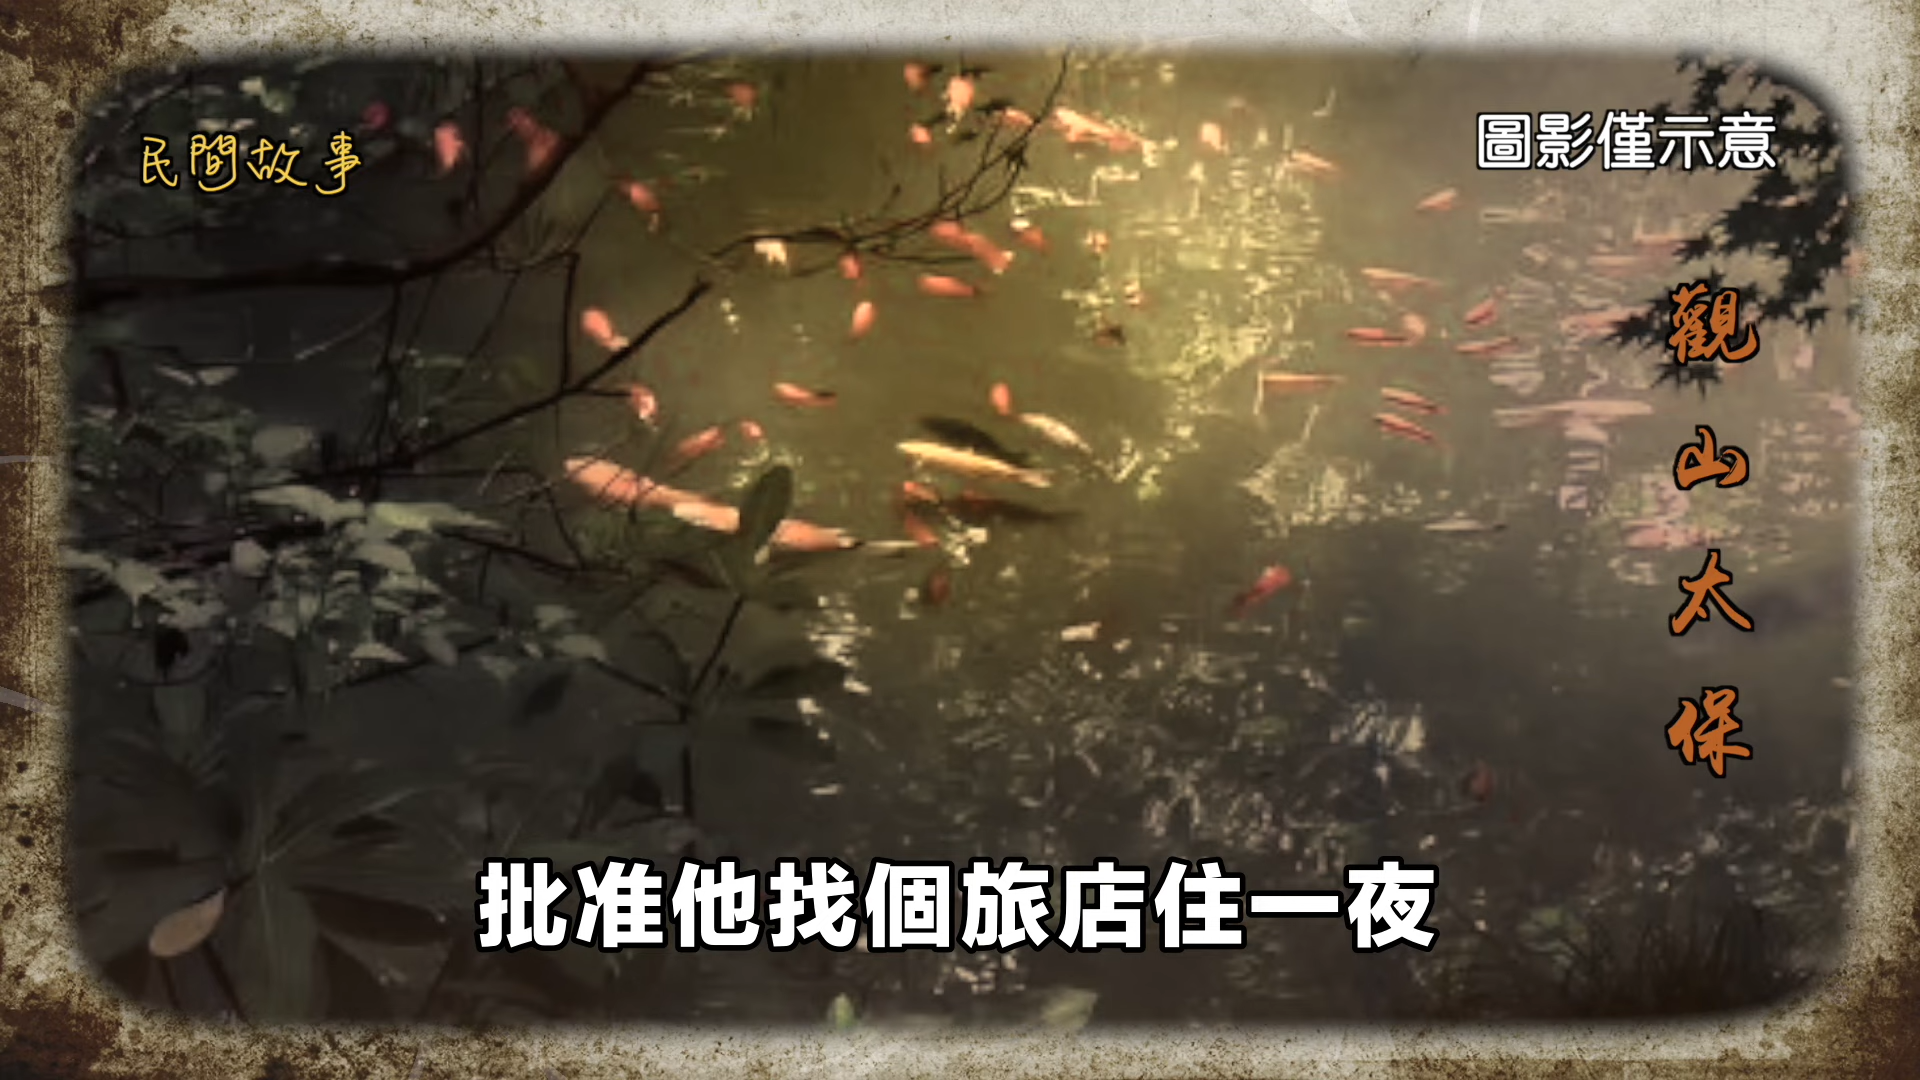 民間故事
圖影僅示意
觀山太保
批准他找個旅店住一夜